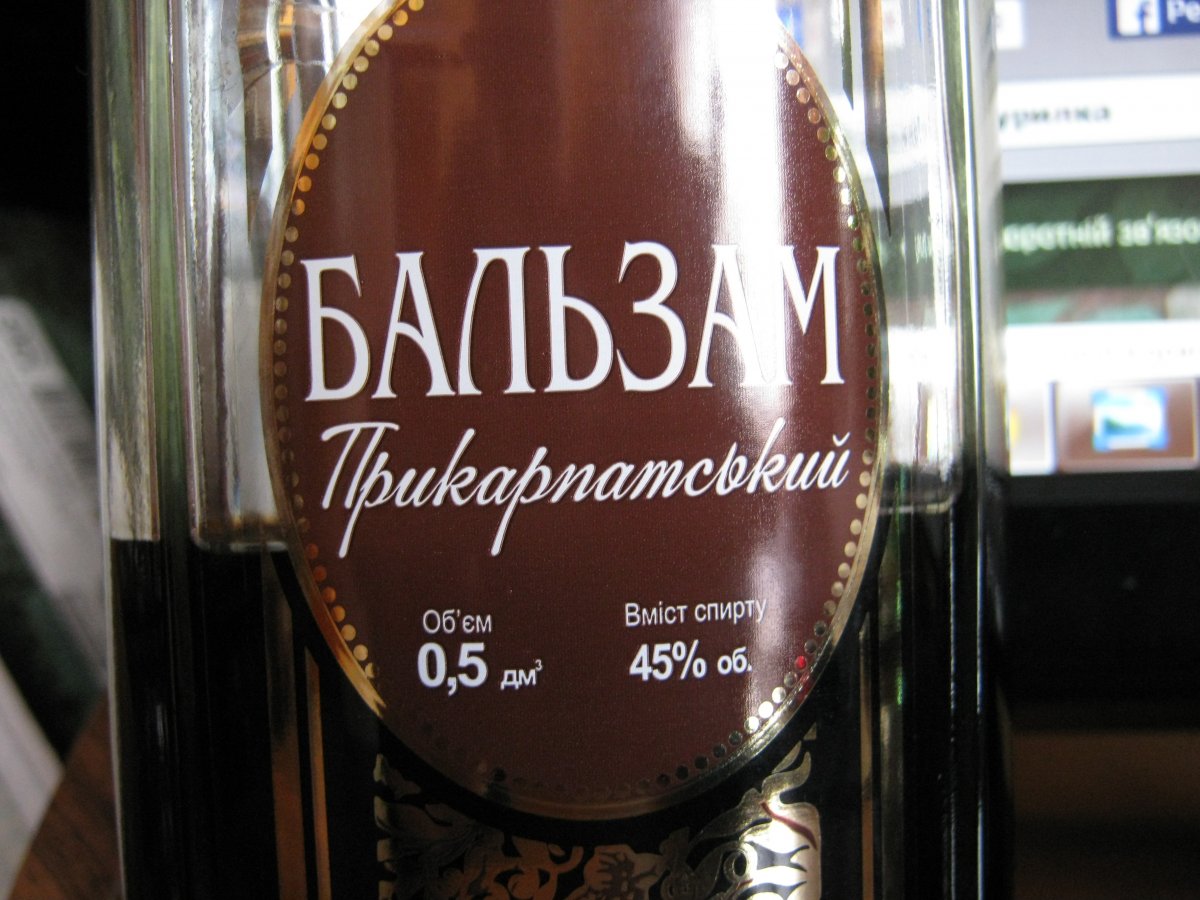 БАЛЬЗАМ
Прикарпатський
Об'єм
0,5 дм³
Вміст спирту
45% об.